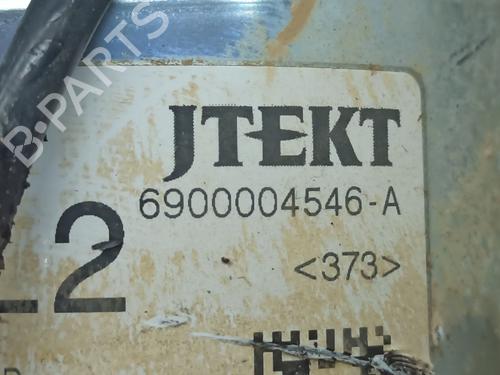 B-PARTS
JTEKT
6900004546-A
2
<373>